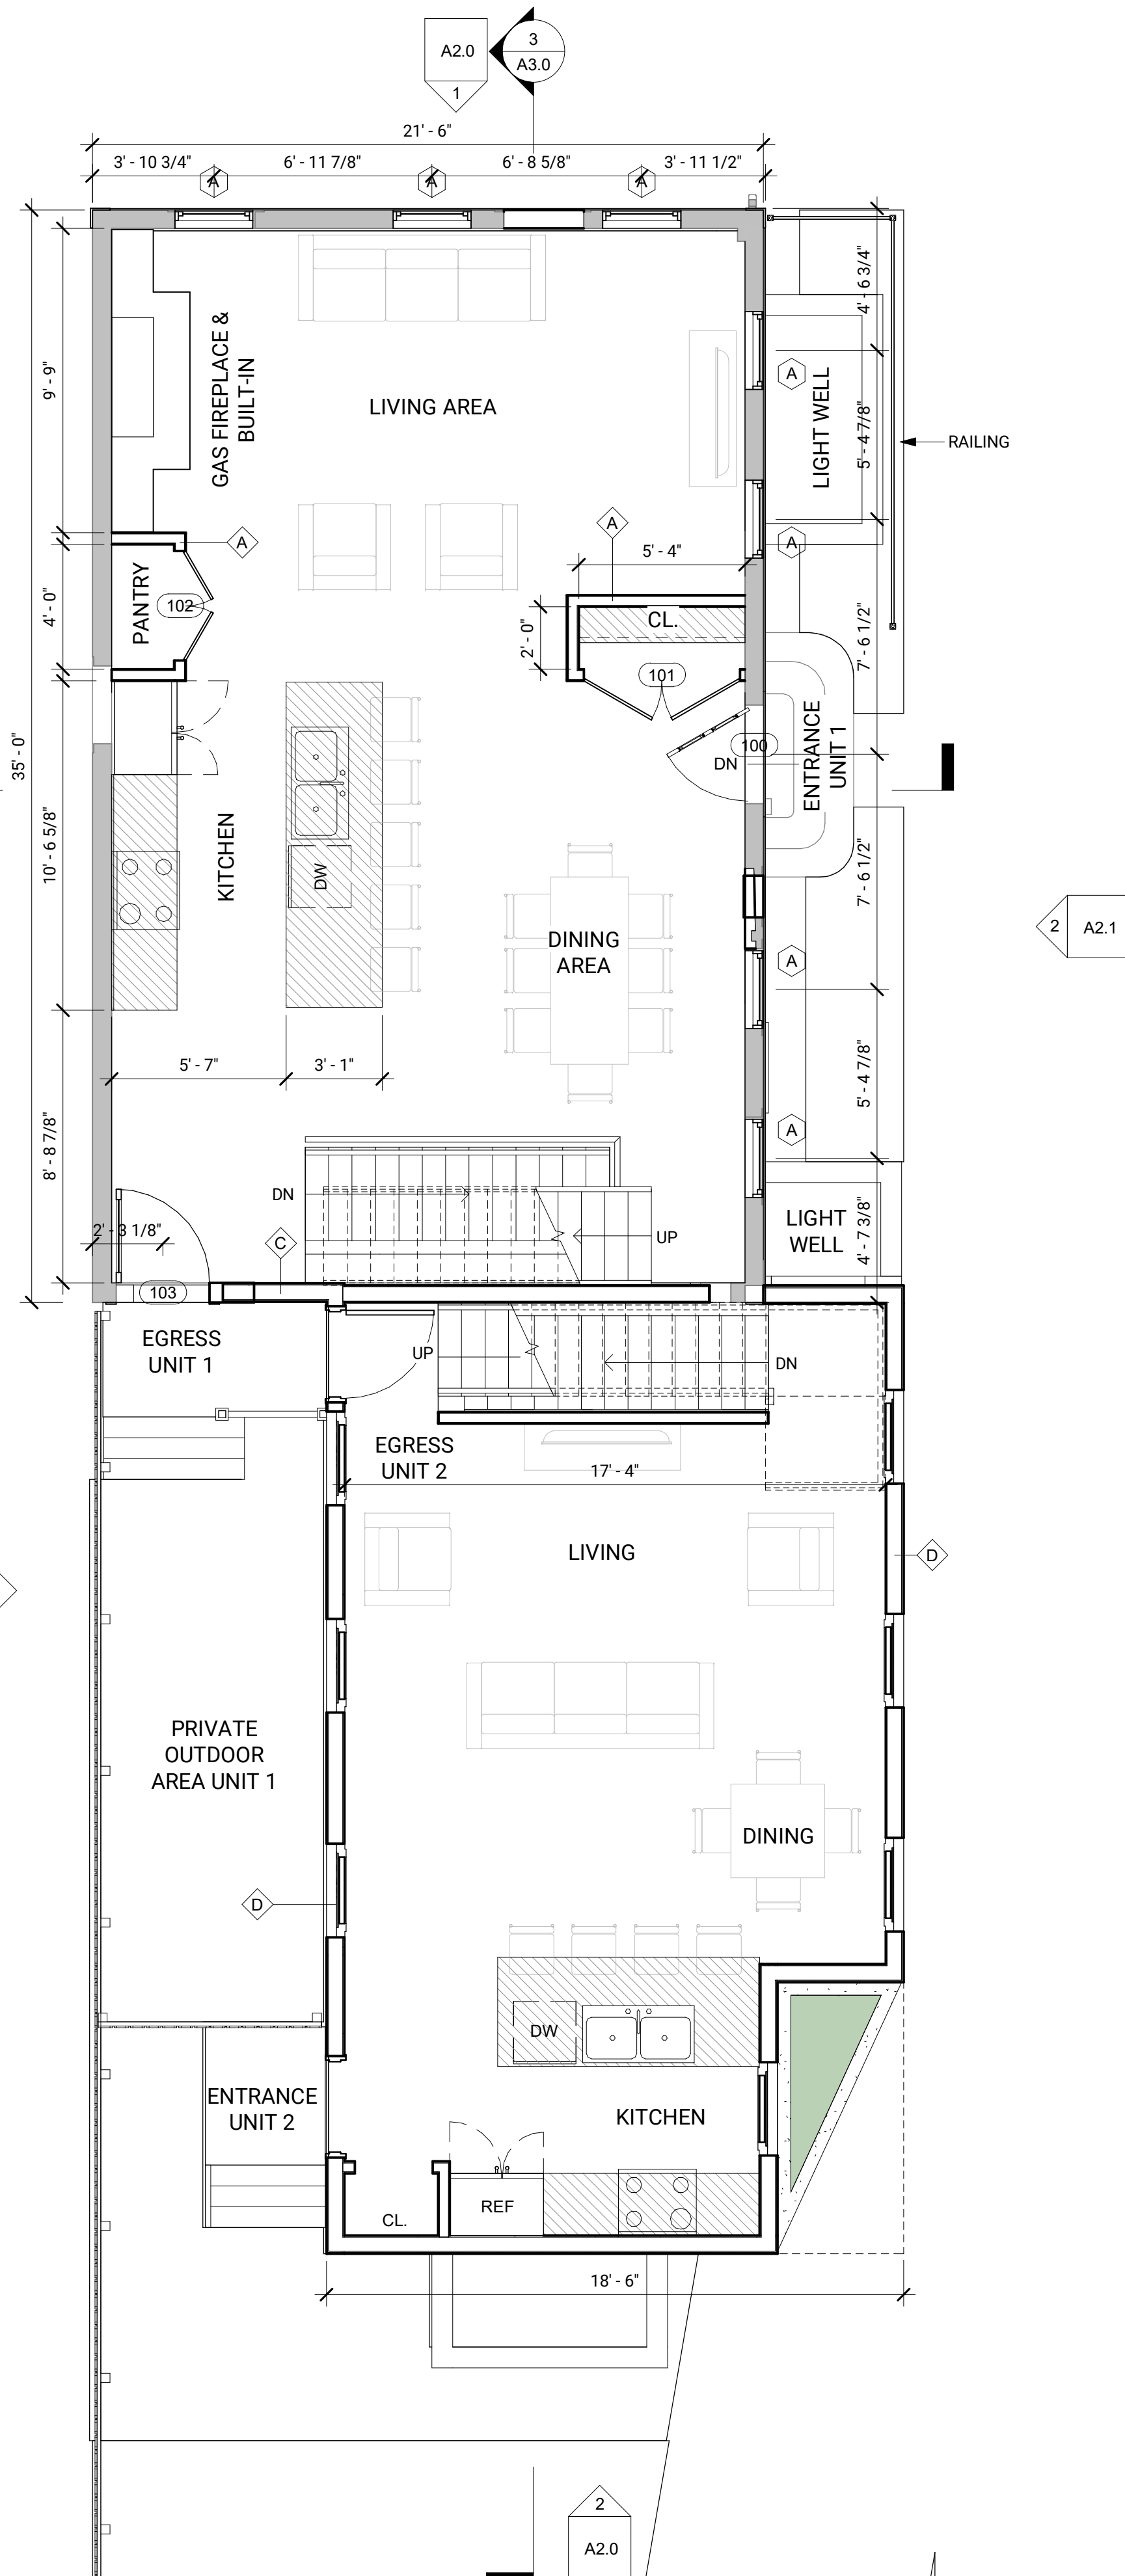 A2.0
1
3
A3.0
21' - 6"
3' - 10 3/4"
6' - 11 7/8"
6' - 8 5/8"
3' - 11 1/2"
A
A
A
35' - 0"
9' - 9"
4' - 0"
10' - 6 5/8"
8' - 8 7/8"
GAS FIREPLACE &
BUILT-IN
LIVING AREA
A
LIGHT WELL
4' - 6 3/4"
5' - 4 7/8"
RAILING
A
A
A
5' - 4"
PANTRY
102
CL.
2' - 0"
101
7' - 6 1/2"
100
DN
ENTRANCE
UNIT 1
KITCHEN
DW
DINING
AREA
7' - 6 1/2"
2
A2.1
A
5' - 7"
3' - 1"
5' - 4 7/8"
A
DN
UP
2' - 3 1/8"
C
LIGHT
WELL
4' - 7 3/8"
103
EGRESS
UNIT 1
UP
DN
EGRESS
UNIT 2
17' - 4"
LIVING
D
PRIVATE
OUTDOOR
AREA UNIT 1
DINING
D
DW
ENTRANCE
UNIT 2
KITCHEN
REF
CL.
18' - 6"
2
A2.0